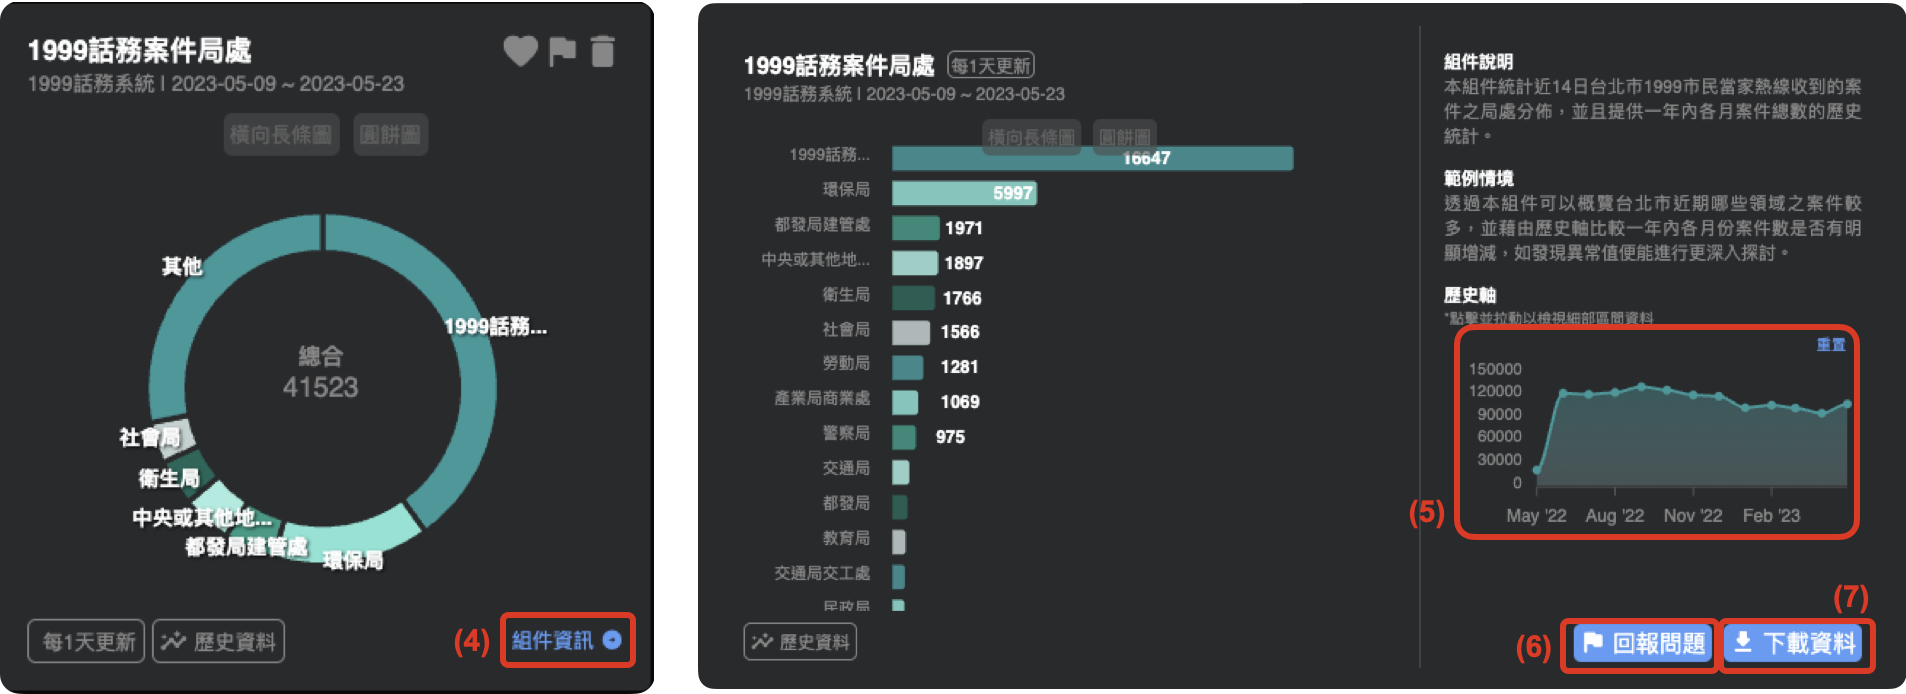 1999話務案件局處
1999話務系統 | 2023-05-09 ~ 2023-05-23
橫向長條圖
圓餅圖
其他
1999話務...
總合
41523
社會局
衛生局
中央或其他地...
都發局建管處
環保局
每1天更新
歷史資料
(4)
組件資訊
1999話務案件局處
每1天更新
1999話務系統 | 2023-05-09 ~ 2023-05-23
橫向長條圖
圓餅圖
1999話務...
16647
環保局
5997
都發局建管處
1971
中央或其他地...
1897
衛生局
1766
社會局
1566
勞動局
1281
產業局商業處
1069
警察局
975
交通局
都發局
教育局
交通局交工處
民政局
歷史資料
組件說明
本組件統計近14日台北市1999市民當家熱線收到的案
件之局處分佈，並且提供一年內各月案件總數的歷史
統計。
範例情境
透過本組件可以概覽台北市近期哪些領域之案件較
多，並藉由歷史軸比較一年內各月份案件數是否有明
顯增減，如發現異常值便能進行更深入探討。
歷史軸
*點擊並拉動以檢視細部區間資料
重置
150000
120000
90000
60000
30000
0
May '22
Aug '22
Nov '22
Feb '23
(5)
(6)
回報問題
(7)
下載資料